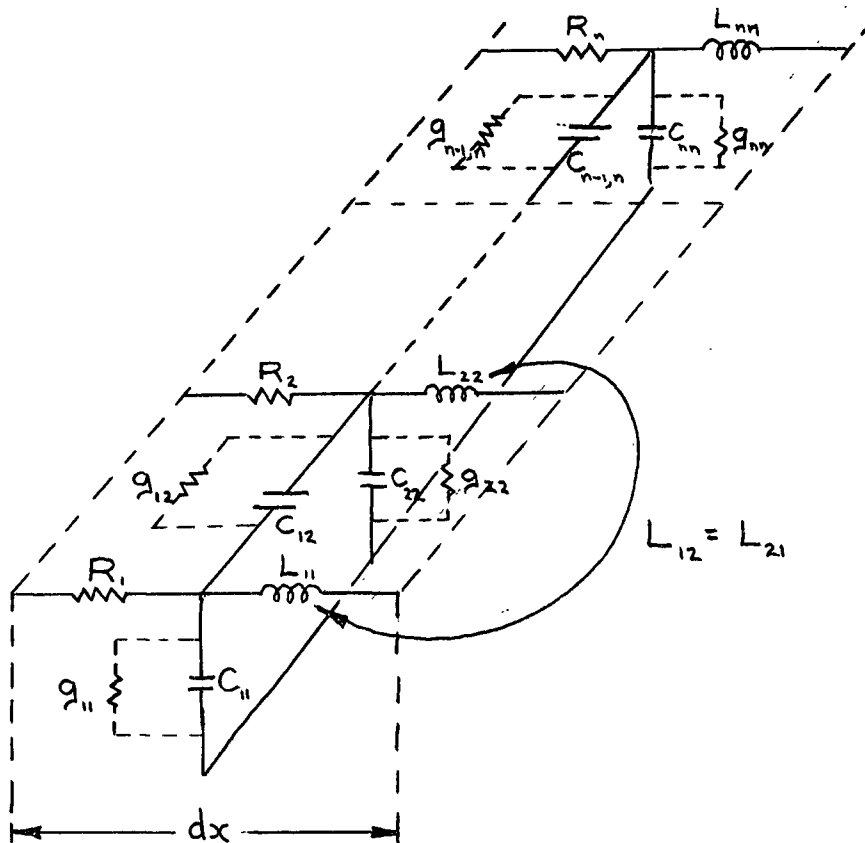 Rₙ
Lₙₙ
gₙ₋₁,ₙ
Cₙ₋₁,ₙ
Cₙₙ
gₙₙ
R₂
L₂₂
g₁₂
C₁₂
C₂₂
g₂₂
L₁₂ = L₂₁
R₁
L₁₁
g₁₁
C₁₁
dx